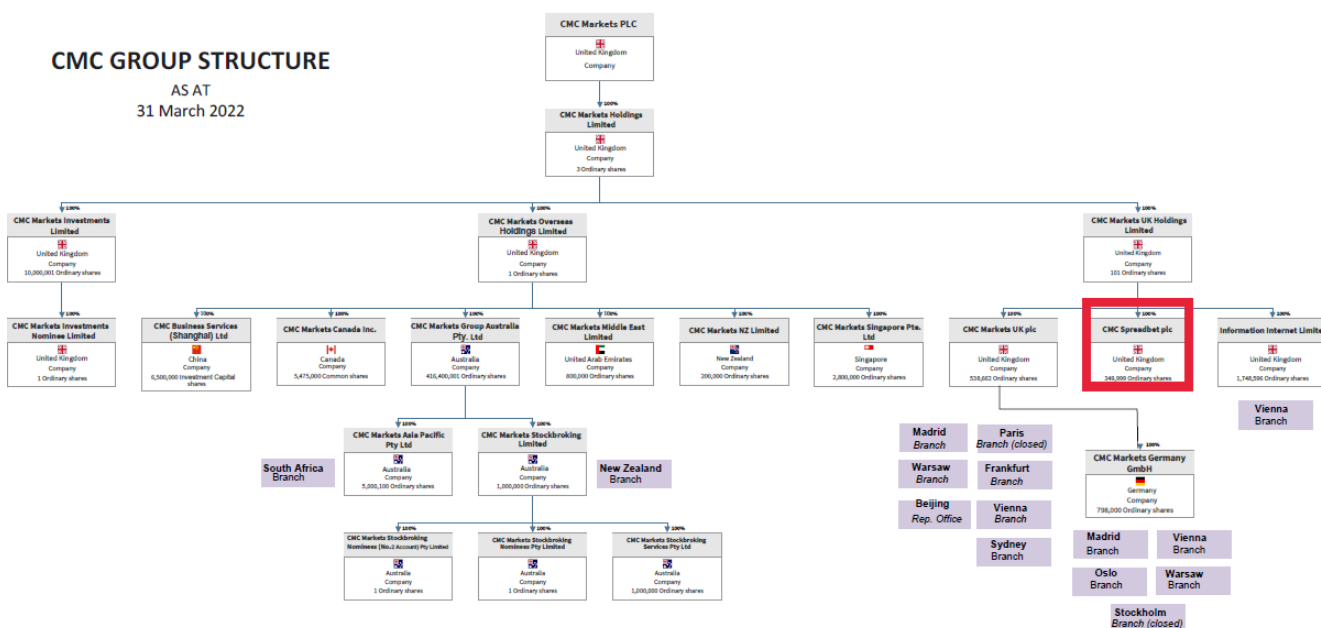 CMC GROUP STRUCTURE
AS AT
31 March 2022
CMC Markets PLC
United Kingdom
Company
100%
CMC Markets Holdings
Limited
United Kingdom
Company
3 Ordinary shares
100%
CMC Markets Investments
Limited
United Kingdom
Company
10,000,001 Ordinary shares
100%
CMC Markets Overseas
Holdings Limited
United Kingdom
Company
1 Ordinary shares
100%
CMC Markets UK Holdings
Limited
United Kingdom
Company
101 Ordinary shares
100%
CMC Markets Investments
Nominee Limited
United Kingdom
Company
1 Ordinary shares
100%
CMC Business Services
(Shanghai) Ltd
China
Company
6,500,000 Investment Capital
shares
100%
CMC Markets Canada Inc.
Canada
Company
5,475,000 Common shares
100%
CMC Markets Group Australia
Pty. Ltd
Australia
Company
416,400,001 Ordinary shares
100%
CMC Markets Middle East
Limited
United Arab Emirates
Company
800,000 Ordinary shares
100%
CMC Markets NZ Limited
New Zealand
Company
200,000 Ordinary shares
100%
CMC Markets Singapore Pte.
Ltd
Singapore
Company
2,800,000 Ordinary shares
100%
CMC Markets UK plc
United Kingdom
Company
Ordinary shares
100%
CMC Spreadbet plc
United Kingdom
Company
Ordinary shares
100%
Information Internet Limite
United Kingdom
Company
Ordinary shares
Vienna
Branch
100%
CMC Markets Asia Pacific
Pty Ltd
Australia
Company
5,000,100 Ordinary shares
South Africa
Branch
100%
CMC Markets Stockbroking
Limited
Australia
Company
1,000,000 Ordinary shares
New Zealand
Branch
100%
CMC Markets Stockbroking
Nominees (No.2 Account) Pty Limited
Australia
Company
1 Ordinary shares
100%
CMC Markets Stockbroking
Nominees Pty Limited
Australia
Company
1 Ordinary shares
100%
CMC Markets Stockbroking
Services Pty Ltd
Australia
Company
1,000,000 Ordinary shares
Madrid
Branch
Paris
Branch (closed)
Warsaw
Branch
Frankfurt
Branch
Beijing
Rep. Office
Vienna
Branch
Sydney
Branch
100%
CMC Markets Germany
GmbH
Germany
Company
798,000 Ordinary shares
Madrid
Branch
Vienna
Branch
Oslo
Branch
Warsaw
Branch
Stockholm
Branch (closed)